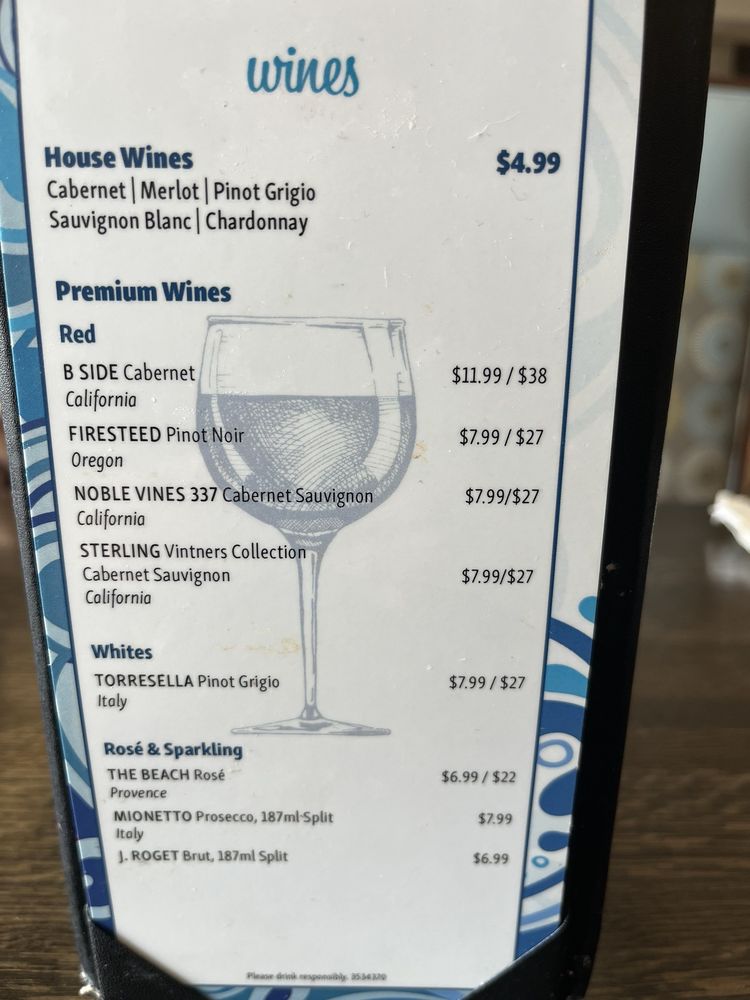 wines
House Wines $4.99
Cabernet | Merlot | Pinot Grigio
Sauvignon Blanc | Chardonnay
Premium Wines
Red
B SIDE Cabernet $11.99 / $38
California
FIRESTEED Pinot Noir $7.99 / $27
Oregon
NOBLE VINES 337 Cabernet Sauvignon $7.99/$27
California
STERLING Vintners Collection
Cabernet Sauvignon $7.99/$27
California
Whites
TORRESELLA Pinot Grigio $7.99 / $27
Italy
Rosé & Sparkling
THE BEACH Rosé $6.99 / $22
Provence
MIONETTO Prosecco, 187ml Split $7.99
Italy
J. ROGET Brut, 187ml Split $6.99
Please drink responsibly. 3534320